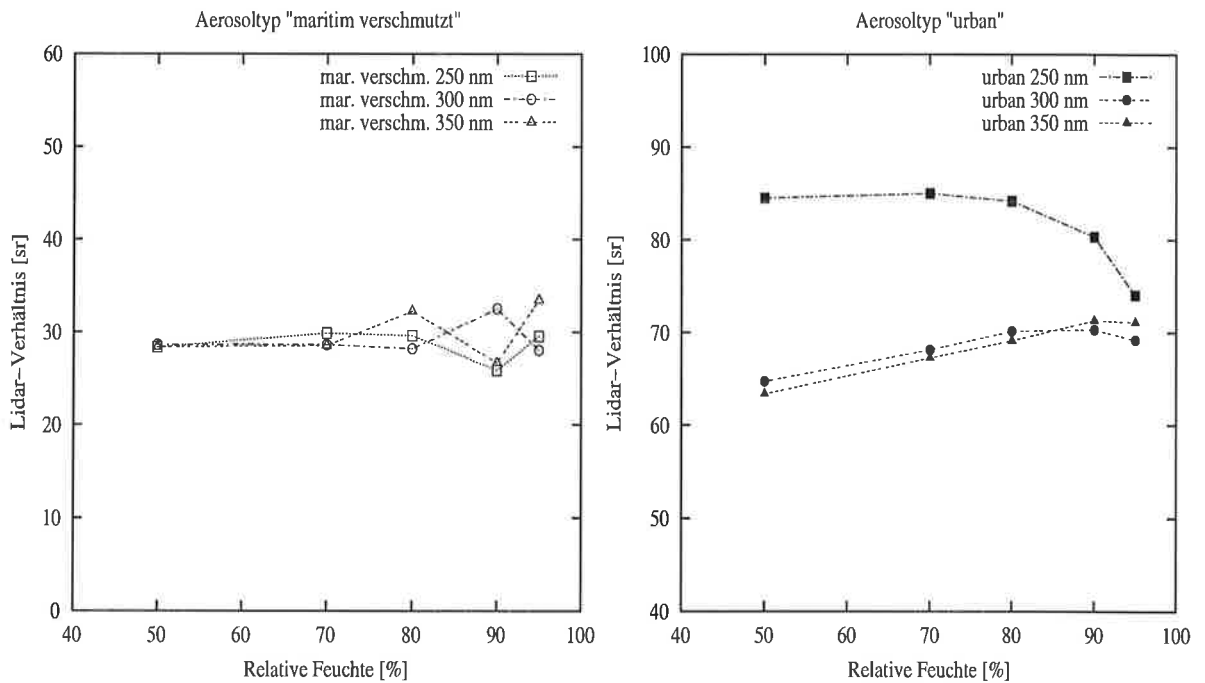 Aerosoltyp "maritim verschmutzt"
60
50
40
30
20
10
0
Lidar-Verhältnis [sr]
mar. verschm. 250 nm
mar. verschm. 300 nm
mar. verschm. 350 nm
40 50 60 70 80 90 100
Relative Feuchte [%]
Aerosoltyp "urban"
100
90
80
70
60
50
40
Lidar-Verhältnis [sr]
urban 250 nm
urban 300 nm
urban 350 nm
40 50 60 70 80 90 100
Relative Feuchte [%]